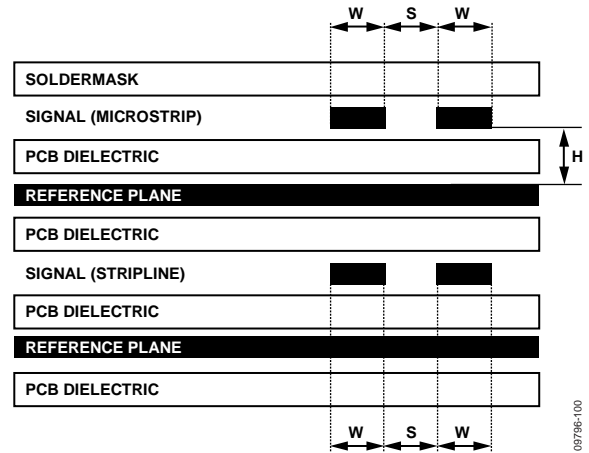 W S W
SOLDERMASK
SIGNAL (MICROSTRIP)
PCB DIELECTRIC
H
REFERENCE PLANE
PCB DIELECTRIC
SIGNAL (STRIPLINE)
PCB DIELECTRIC
REFERENCE PLANE
PCB DIELECTRIC
W S W
09796-100